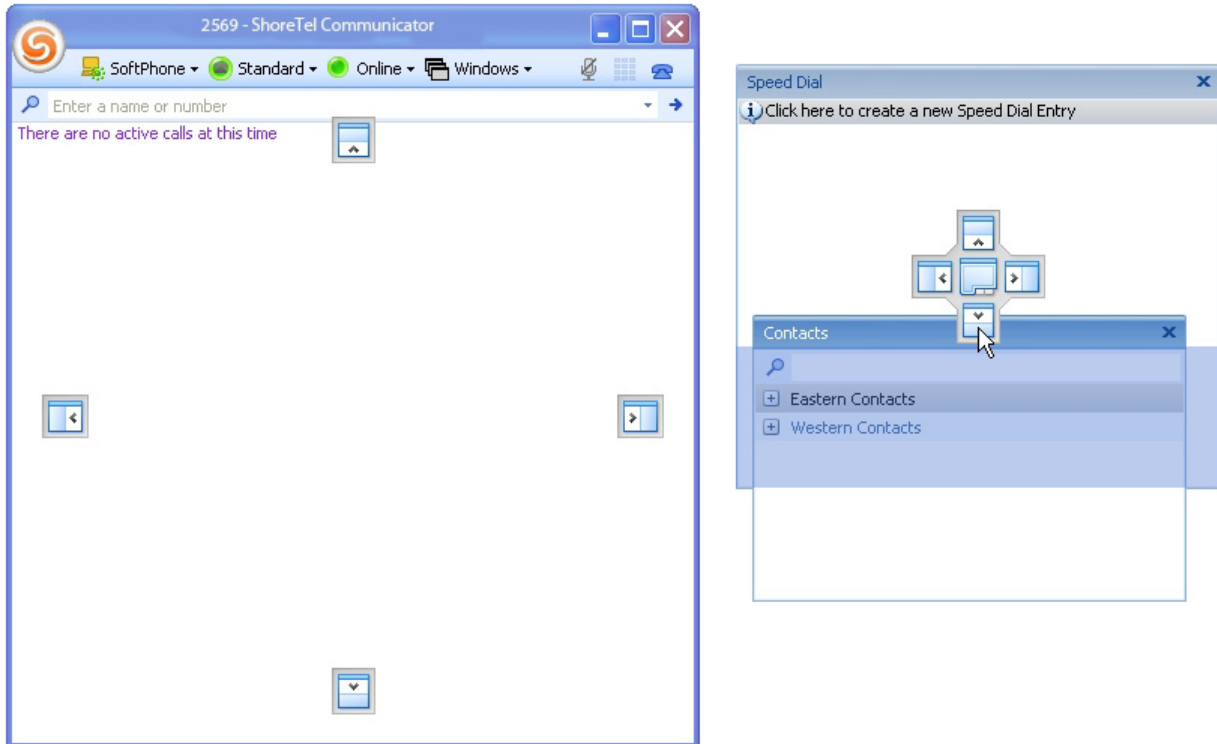 2569 - ShoreTel Communicator
SoftPhone Standard Online Windows
Enter a name or number
There are no active calls at this time
Speed Dial
Click here to create a new Speed Dial Entry
Contacts
Eastern Contacts
Western Contacts